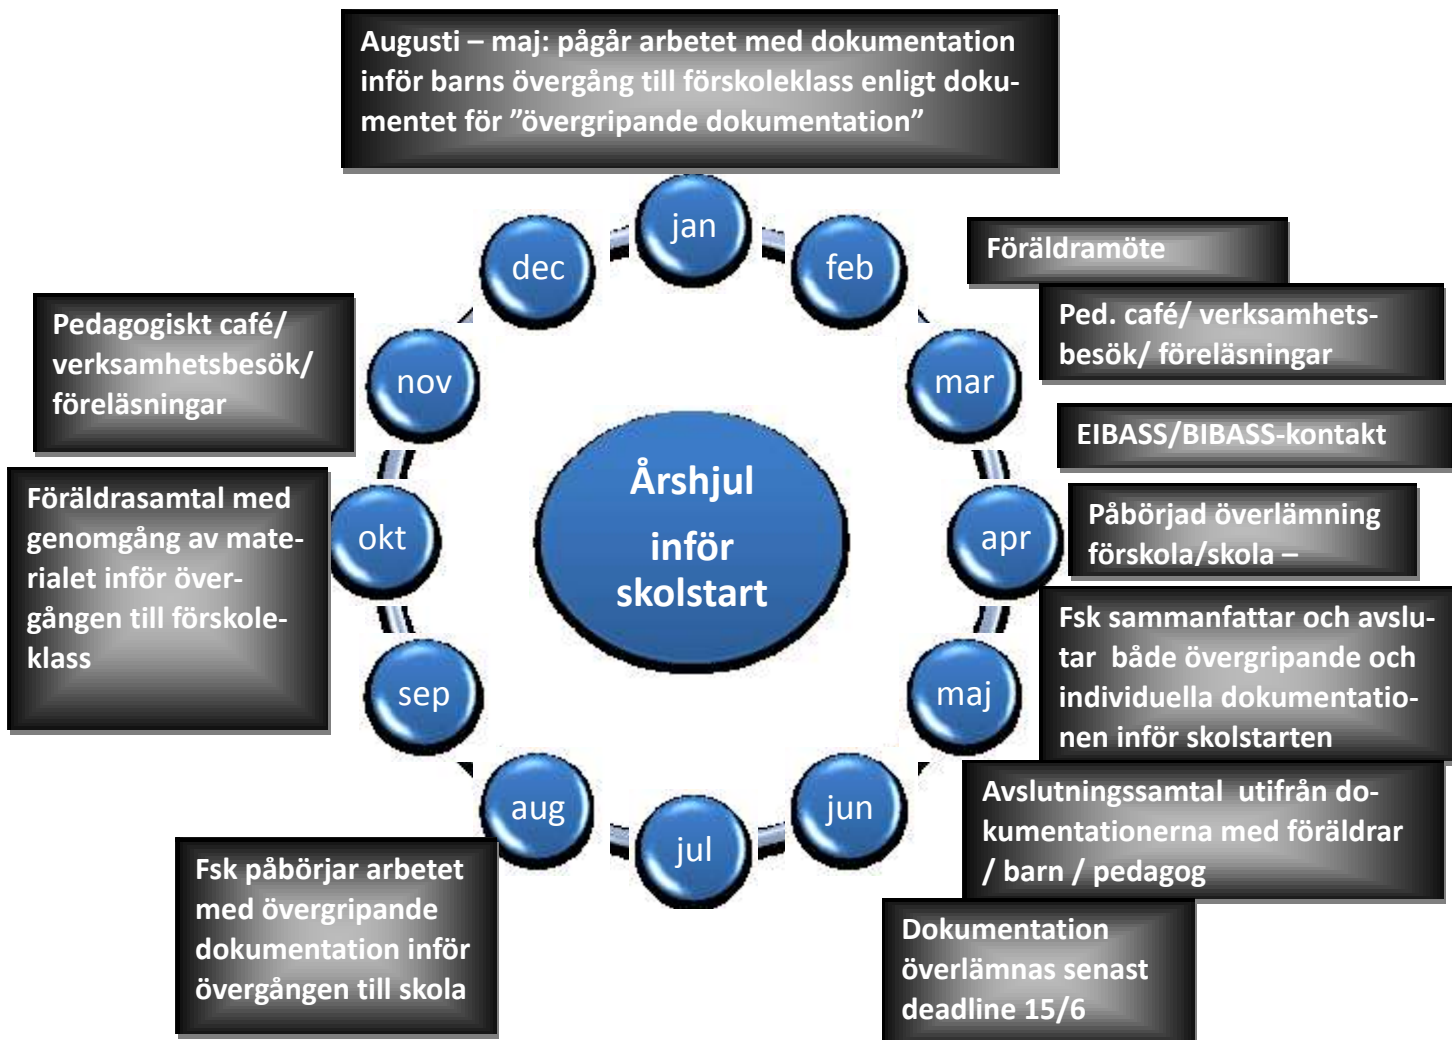 Augusti – maj: pågår arbetet med dokumentation
inför barns övergång till förskoleklass enligt doku-
mentet för ”övergripande dokumentation”
jan
feb
mar
apr
maj
jun
jul
aug
sep
okt
nov
dec
Årshjul
inför
skolstart
Föräldramöte
Ped. café/ verksamhets-
besök/ föreläsningar
EIBASS/BIBASS-kontakt
Påbörjad överlämning
förskola/skola –
Fsk sammanfattar och avslu-
tar  både övergripande och
individuella dokumentatio-
nen inför skolstarten
Avslutningssamtal  utifrån do-
kumentationerna med föräldrar
/ barn / pedagog
Dokumentation
överlämnas senast
deadline 15/6
Fsk påbörjar arbetet
med övergripande
dokumentation inför
övergången till skola
Föräldrasamtal med
genomgång av mate-
rialet inför över-
gången till förskole-
klass
Pedagogiskt café/
verksamhetsbesök/
föreläsningar